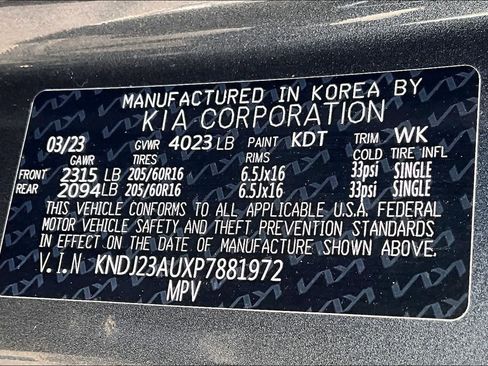 MANUFACTURED IN KOREA BY
KIA CORPORATION
03/23 GVWR 4023 LB PAINT KDT TRIM WK
GAWR TIRES RIMS COLD TIRE INFL
FRONT 2315 LB 205/60R16 6.5Jx16 33psi SINGLE
REAR 2094 LB 205/60R16 6.5Jx16 33psi SINGLE
THIS VEHICLE CONFORMS TO ALL APPLICABLE U.S.A. FEDERAL
MOTOR VEHICLE SAFETY AND THEFT PREVENTION STANDARDS
IN EFFECT ON THE DATE OF MANUFACTURE SHOWN ABOVE.
V.I.N KNDJ23AUXP7881972
MPV